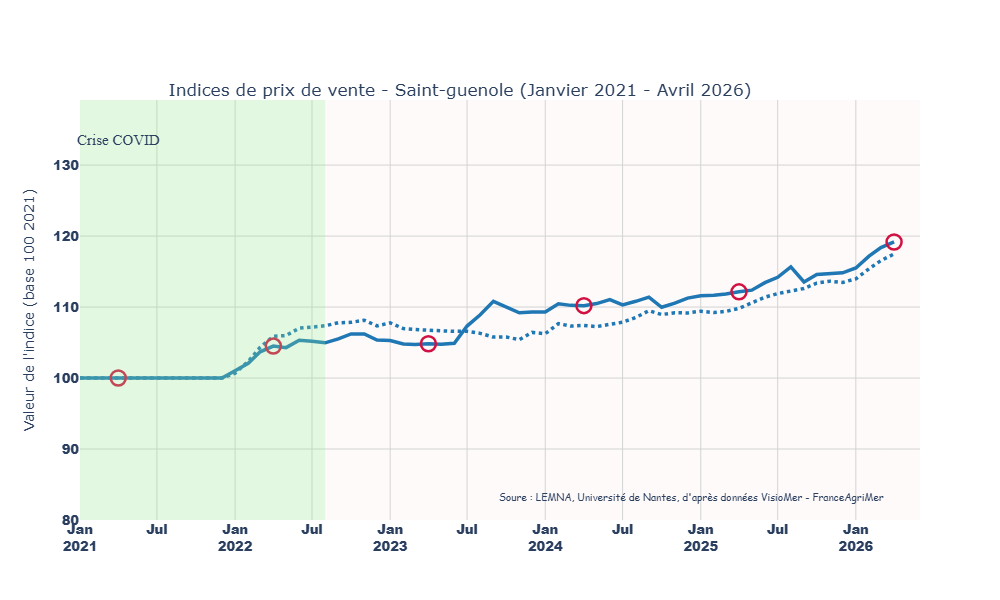 Indices de prix de vente - Saint-guenole (Janvier 2021 - Avril 2026)
Crise COVID
Valeur de l'indice (base 100 2021)
130
120
110
100
90
80
Soure : LEMNA, Université de Nantes, d'après données VisioMer - FranceAgriMer
Jan Jul Jan Jul Jan Jul Jan Jul Jan Jul Jan
2021 2022 2023 2024 2025 2026